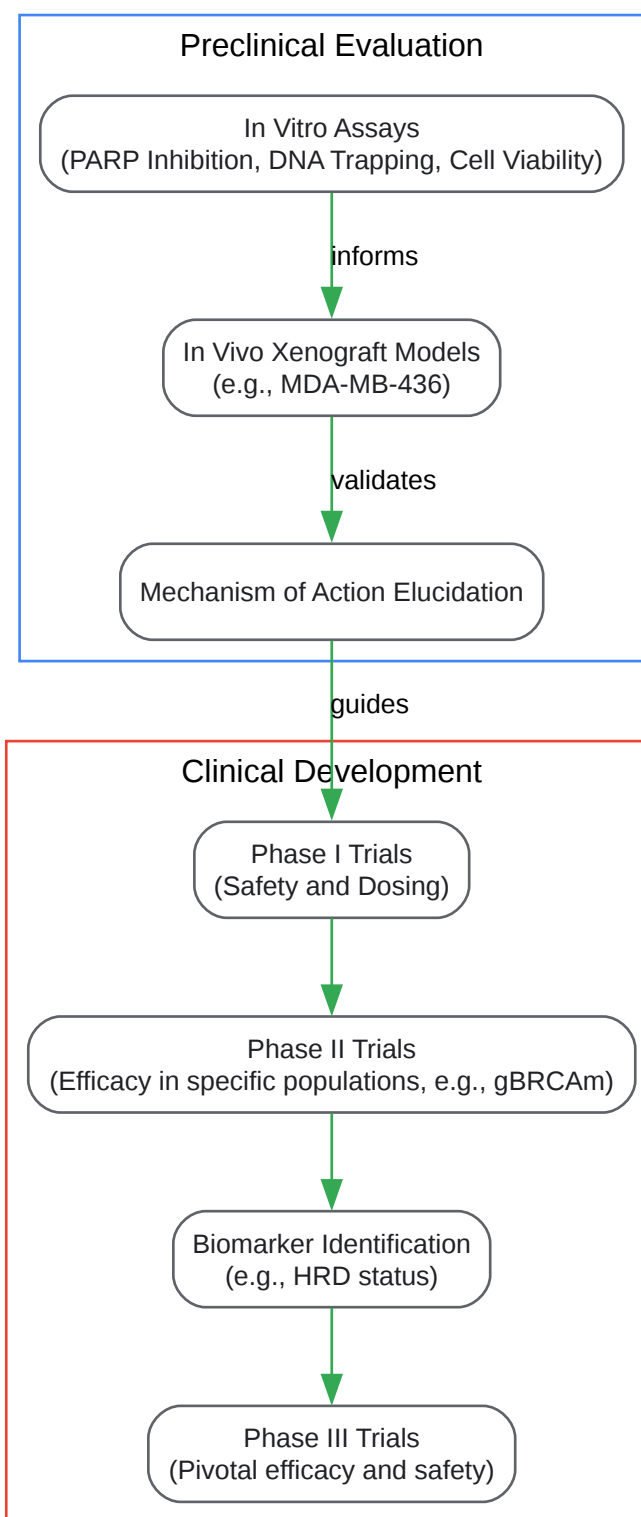 Preclinical Evaluation
In Vitro Assays
(PARP Inhibition, DNA Trapping, Cell Viability)
informs
In Vivo Xenograft Models
(e.g., MDA-MB-436)
validates
Mechanism of Action Elucidation
guides
Clinical Development
Phase I Trials
(Safety and Dosing)
Phase II Trials
(Efficacy in specific populations, e.g., gBRCAm)
Biomarker Identification
(e.g., HRD status)
Phase III Trials
(Pivotal efficacy and safety)